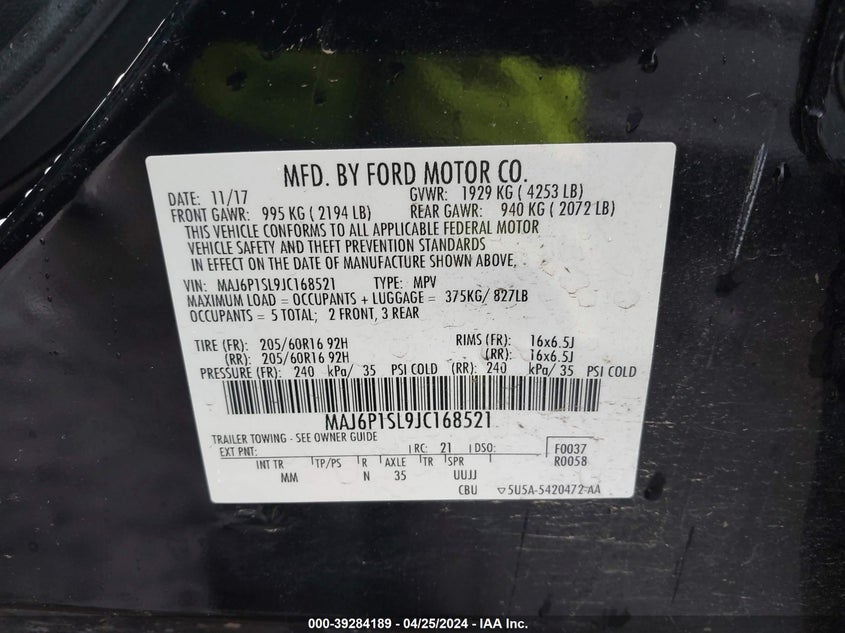 MFD. BY FORD MOTOR CO.
DATE: 11/17 GVWR: 1929 KG ( 4253 LB)
FRONT GAWR: 995 KG ( 2194 LB) REAR GAWR: 940 KG ( 2072 LB)
THIS VEHICLE CONFORMS TO ALL APPLICABLE FEDERAL MOTOR
VEHICLE SAFETY AND THEFT PREVENTION STANDARDS
IN EFFECT ON THE DATE OF MANUFACTURE SHOWN ABOVE,
VIN: MAJ6P1SL9JC168521 TYPE: MPV
MAXIMUM LOAD = OCCUPANTS + LUGGAGE = 375KG/ 827LB
OCCUPANTS = 5 TOTAL; 2 FRONT, 3 REAR
TIRE (FR): 205/60R16 92H RIMS (FR): 16x6.5J
(RR): 205/60R16 92H (RR): 16x6.5J
PRESSURE (FR): 240 kPa/ 35 PSI COLD (RR): 240 kPa/ 35 PSI COLD
MAJ6P1SL9JC168521
TRAILER TOWING - SEE OWNER GUIDE
EXT PNT: RC: 21 DSO: F0037
R0058
INT TR TP/PS R AXLE TR SPR
MM N 35 UUJJ
CBU ▽5U5A-5420472-AA
000-39284189 - 04/25/2024 - IAA Inc.